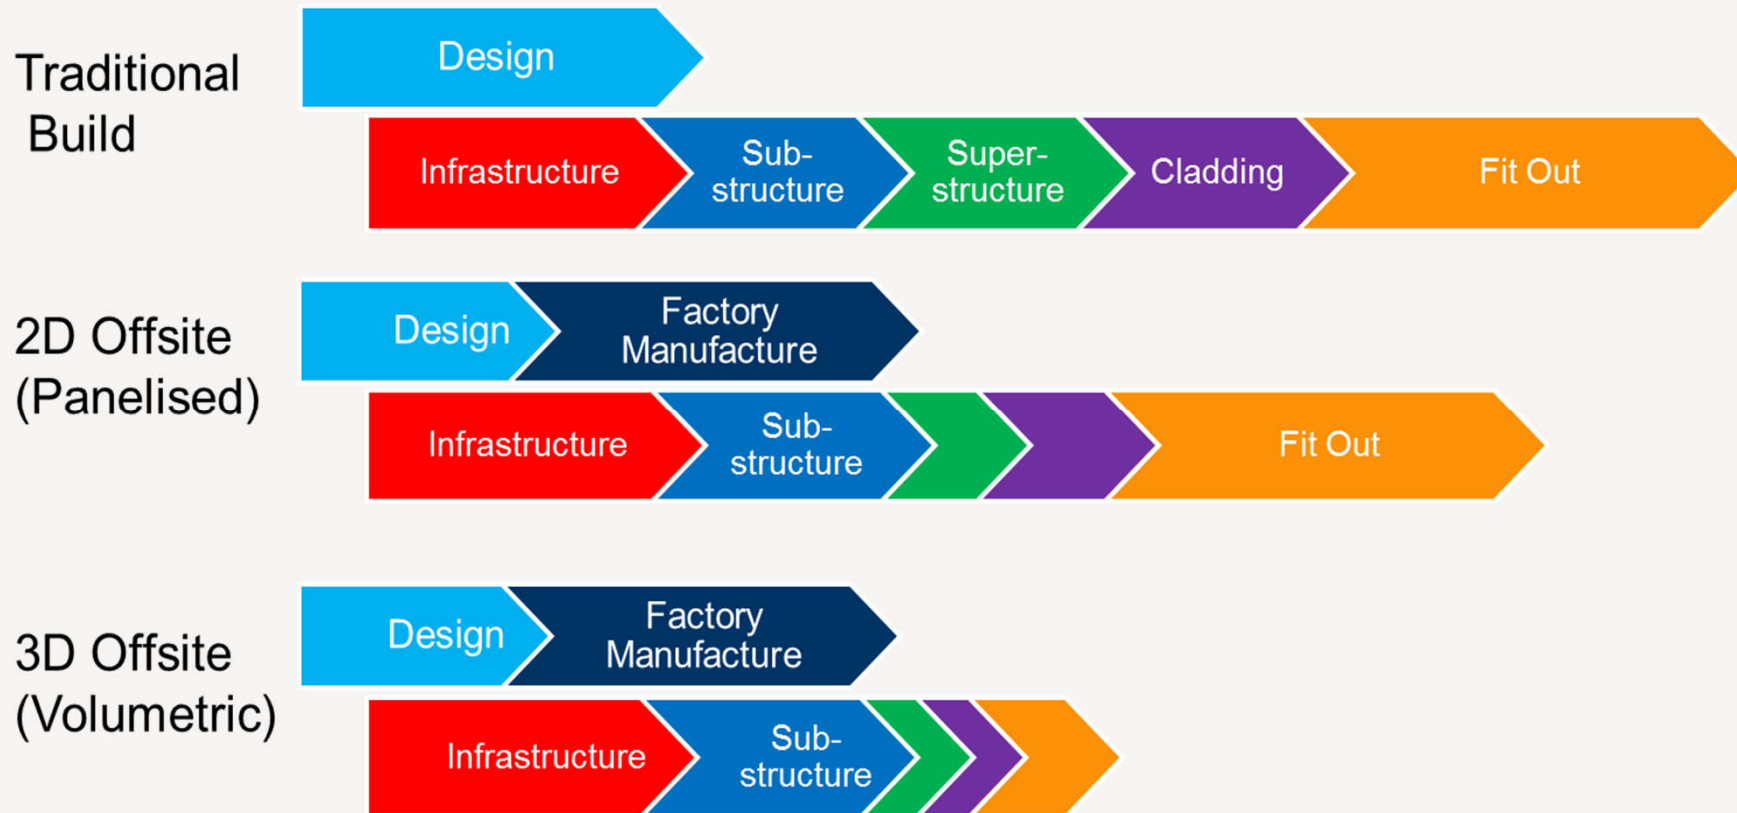 Traditional
Build
Design
Infrastructure
Sub-
structure
Super-
structure
Cladding
Fit Out
2D Offsite
(Panelised)
Design
Factory
Manufacture
Infrastructure
Sub-
structure
Fit Out
3D Offsite
(Volumetric)
Design
Factory
Manufacture
Infrastructure
Sub-
structure